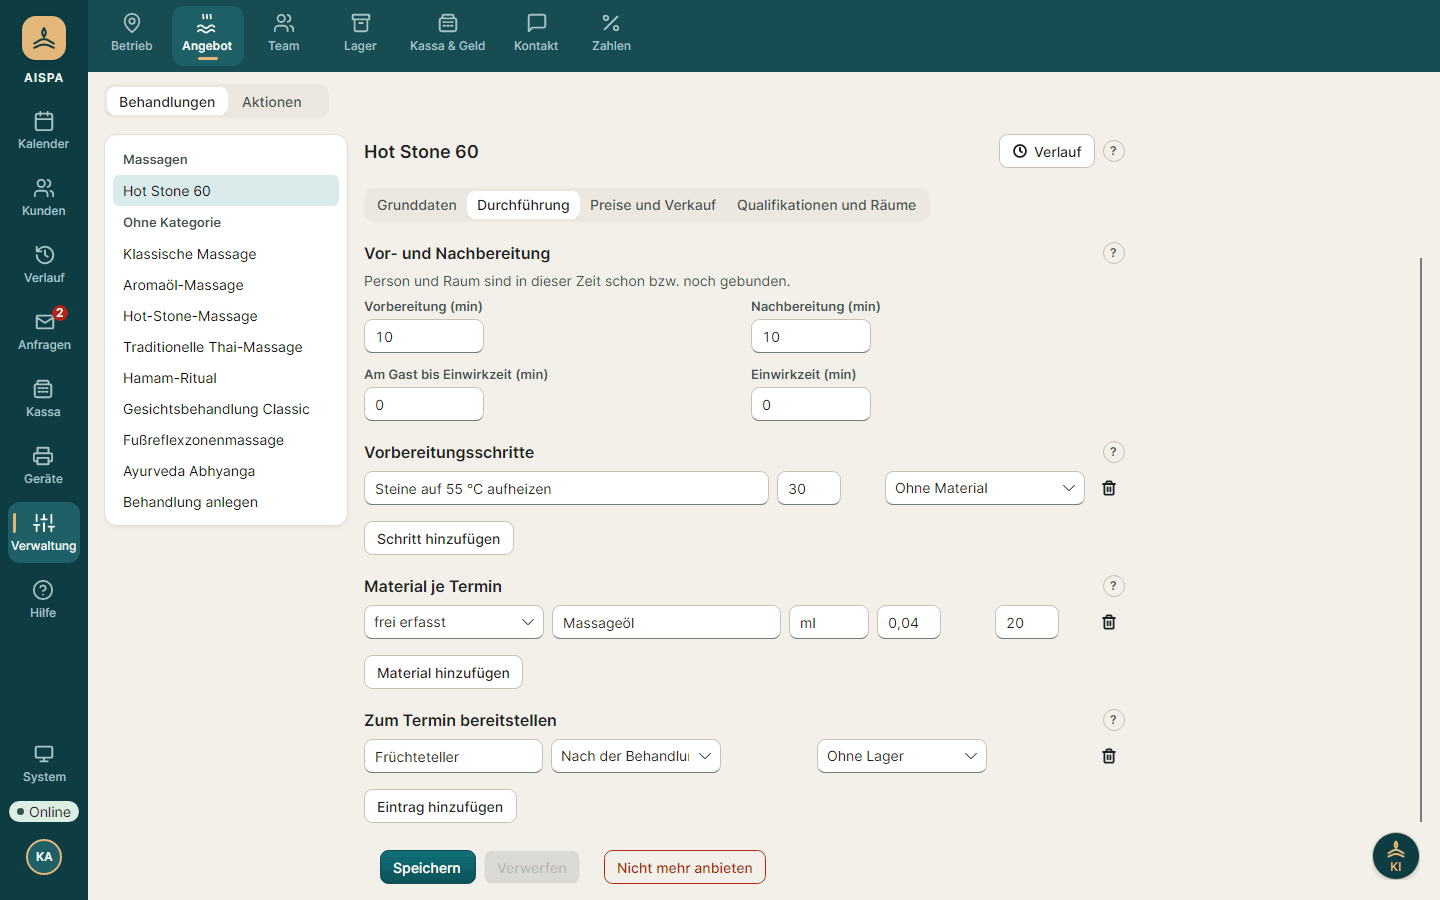 AISPA
Kalender
Kunden
Verlauf
2
Anfragen
Kassa
Geräte
Verwaltung
Hilfe
System
Online
KA
Betrieb
Angebot
Team
Lager
Kassa & Geld
Kontakt
Zahlen
Behandlungen
Aktionen
Massagen
Hot Stone 60
Ohne Kategorie
Klassische Massage
Aromaöl-Massage
Hot-Stone-Massage
Traditionelle Thai-Massage
Hamam-Ritual
Gesichtsbehandlung Classic
Fußreflexzonenmassage
Ayurveda Abhyanga
Behandlung anlegen
Hot Stone 60
Verlauf
?
Grunddaten
Durchführung
Preise und Verkauf
Qualifikationen und Räume
Vor- und Nachbereitung
?
Person und Raum sind in dieser Zeit schon bzw. noch gebunden.
Vorbereitung (min)
Nachbereitung (min)
10
10
Am Gast bis Einwirkzeit (min)
Einwirkzeit (min)
0
0
Vorbereitungsschritte
?
Steine auf 55 °C aufheizen
30
Ohne Material
Schritt hinzufügen
Material je Termin
?
frei erfasst
Massageöl
ml
0,04
20
Material hinzufügen
Zum Termin bereitstellen
?
Früchteteller
Nach der Behandlu
Ohne Lager
Eintrag hinzufügen
Speichern
Verwerfen
Nicht mehr anbieten
KI